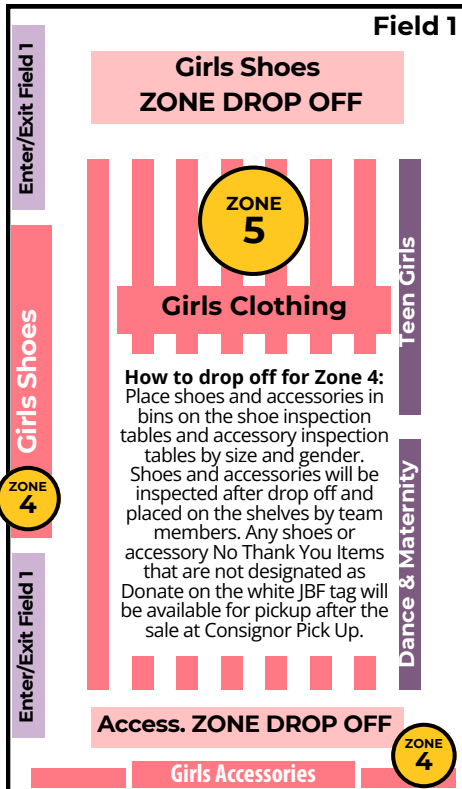 Field 1
Enter/Exit Field 1
Girls Shoes
ZONE DROP OFF
ZONE
5
Girls Clothing
Teen Girls
Girls Shoes
ZONE
4
How to drop off for Zone 4:
Place shoes and accessories in
bins on the shoe inspection
tables and accessory inspection
tables by size and gender.
Shoes and accessories will be
inspected after drop off and
placed on the shelves by team
members. Any shoes or
accessory No Thank You Items
that are not designated as
Donate on the white JBF tag will
be available for pickup after the
sale at Consignor Pick Up.
Dance & Maternity
Enter/Exit Field 1
Access. ZONE DROP OFF
ZONE
4
Girls Accessories